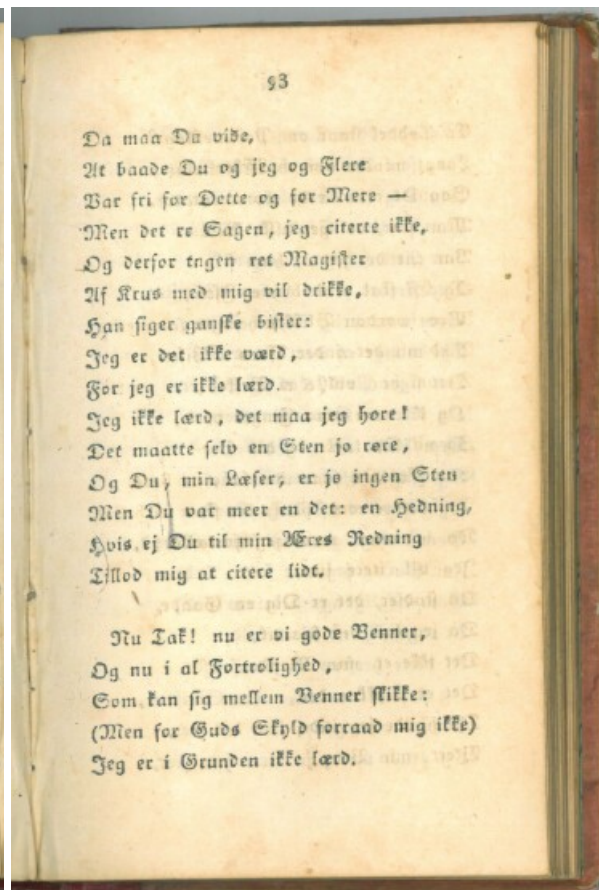 93
Da maa Du vide,
At baade Du og jeg og Flere
Var fri for Dette og for Mere —
Men det er Sagen, jeg citerte ikke,
Og derfor ingen ret Magister
Af Krus med mig vil drikke,
Han siger ganske bister:
Jeg er det ikke værd,
For jeg er ikke lærd.
Jeg ikke lærd, det maa jeg hore!
Det maatte selv en Sten jo røre,
Og Du, min Læser, er jo ingen Sten
Men Du var meer en det: en Hedning,
Hvis ej Du til min Æres Redning
Tillod mig at citere lidt.
Nu Tak! nu er vi gode Venner,
Og nu i al Fortrolighed,
Som kan sig mellem Venner skikke:
(Men for Guds Skyld forraad mig ikke)
Jeg er i Grunden ikke lærd.